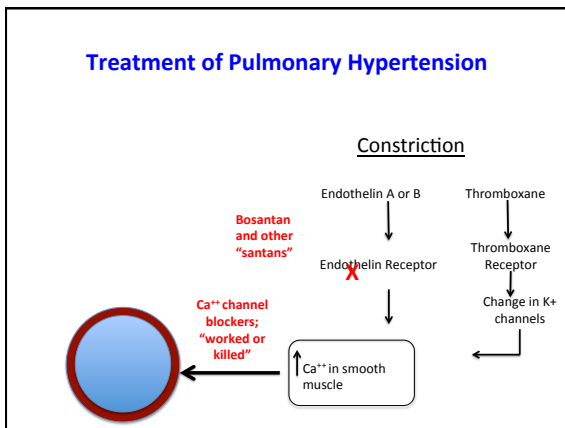 Treatment of Pulmonary Hypertension
Constriction
Endothelin A or B
Thromboxane
Bosantan
and other
“santans”
Endothelin Receptor
X
Thromboxane
Receptor
Change in K+
channels
Ca⁺⁺ channel
blockers;
“worked or
killed”
Ca⁺⁺ in smooth
muscle